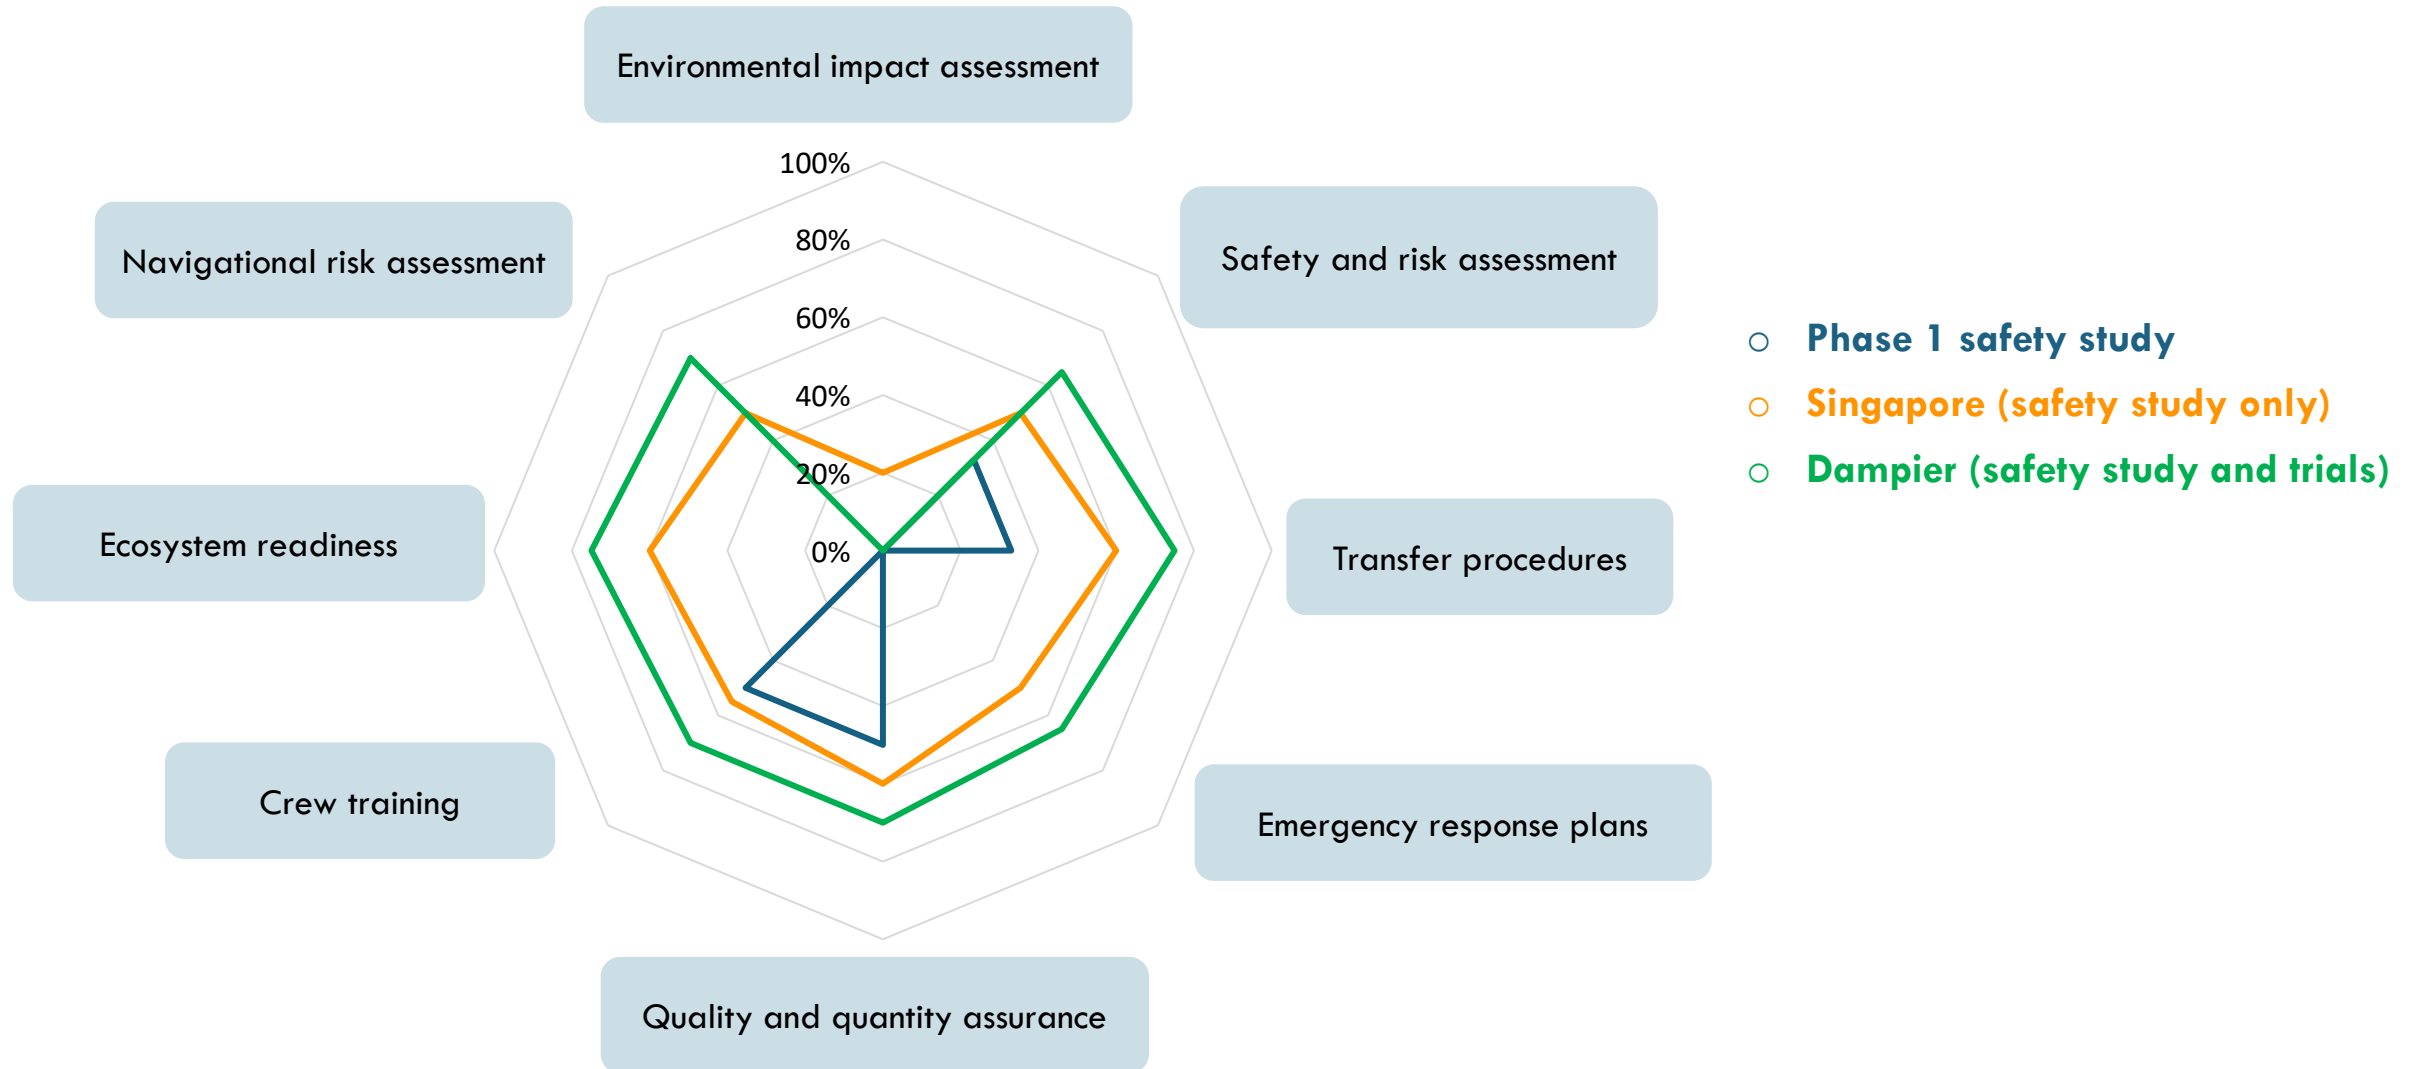 Environmental impact assessment
100%
80%
60%
40%
20%
0%
Navigational risk assessment
Safety and risk assessment
Phase 1 safety study
Singapore (safety study only)
Dampier (safety study and trials)
Ecosystem readiness
Transfer procedures
Crew training
Emergency response plans
Quality and quantity assurance